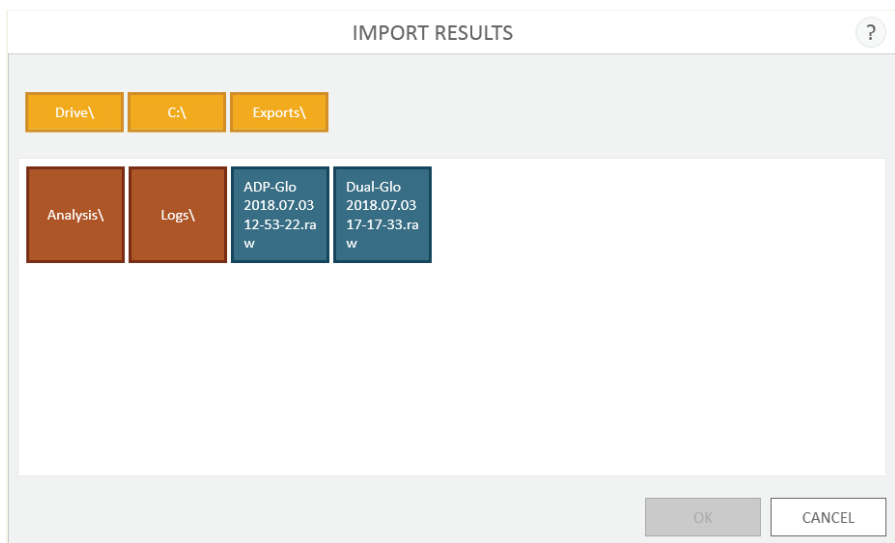 IMPORT RESULTS
?
Drive\
C:\
Exports\
Analysis\
Logs\
ADP-Glo
2018.07.03
12-53-22.ra
w
Dual-Glo
2018.07.03
17-17-33.ra
w
OK
CANCEL